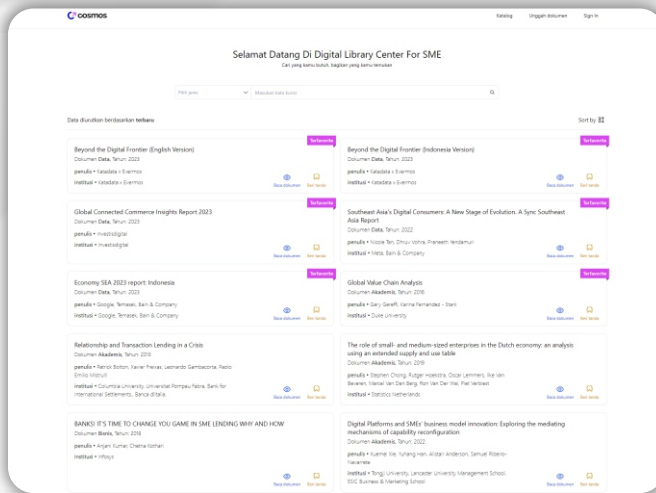 cosmos
Katalog
Unggah dokumen
Sign In
Selamat Datang Di Digital Library Center For SME
Cari yang kamu butuh, bagikan yang kamu temukan
Pilih jenis
Masukan kata kunci
Data diurutkan berdasarkan terbaru
Sort by
Terfavorite
Beyond the Digital Frontier (English Version)
Dokumen Data, Tahun: 2023
penulis • Katadata x Evermos
institusi • Katadata x Evermos
Baca dokumen
Beri tanda
Terfavorite
Beyond the Digital Frontier (Indonesia Version)
Dokumen Data, Tahun: 2023
penulis • Katadata x Evermos
institusi • Katadata x Evermos
Baca dokumen
Beri tanda
Global Connected Commerce Insights Report 2023
Dokumen Data, Tahun: 2023
penulis • Investisdigital
institusi • Investisdigital
Baca dokumen
Beri tanda
Terfavorite
Southeast Asia's Digital Consumers: A New Stage of Evolution. A Sync Southeast
Asia Report
Dokumen Data, Tahun: 2022
penulis • Nicole Tan, Dhruv Vohra, Praneeth Yendamuri
institusi • Meta, Bain & Company
Baca dokumen
Beri tanda
Terfavorite
Economy SEA 2023 report: Indonesia
Dokumen Data, Tahun: 2023
penulis • Google, Temasek, Bain & Company
institusi • Google, Temasek, Bain & Company
Baca dokumen
Beri tanda
Terfavorite
Global Value Chain Analysis
Dokumen Akademis, Tahun: 2016
penulis • Gary Gereffi, Karina Fernandez - Stark
institusi • Duke University
Baca dokumen
Beri tanda
Relationship and Transaction Lending in a Crisis
Dokumen Akademis, Tahun: 2013
penulis • Patrick Bolton, Xavier Freixas, Leonardo Gambacorta, Paolo
Emilio Mistrulli
institusi • Columbia University, Universitat Pompeu Fabra, Bank for
International Settlements, Banca d'Italia
Baca dokumen
Beri tanda
The role of small- and medium-sized enterprises in the Dutch economy: an analysis
using an extended supply and use table
Dokumen Akademis, Tahun: 2019
penulis • Stephen Chong, Rutger Hoekstra, Oscar Lemmers, Ilke Van
Beveren, Marcel Van Den Berg, Ron Van Der Wal, Piet Verbiest
institusi • Statistics Netherlands
Baca dokumen
Beri tanda
BANKS! IT'S TIME TO CHANGE YOU GAME IN SME LENDING WHY AND HOW
Dokumen Bisnis, Tahun: 2018
penulis • Anjani Kumar, Chetna Kothari
institusi • Infosys
Baca dokumen
Beri tanda
Digital Platforms and SMEs' business model innovation: Exploring the mediating
mechanisms of capability reconfiguration
Dokumen Akademis, Tahun: 2022
penulis • Xuemei Xie, Yuhang Han, Alistair Anderson, Samuel Ribeiro-
Navarrete
institusi • Tongji University, Lancaster University Management School,
ESIC Business & Marketing School
Baca dokumen
Beri tanda